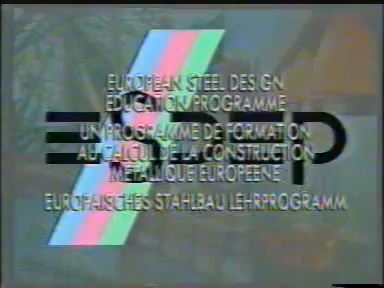 EUROPEAN STEEL DESIGN
EDUCATION PROGRAMME
UN PROGRAMME DE FORMATION
AU CALCUL DE LA CONSTRUCTION
METALLIQUE EUROPEENE
EUROPAISCHES STAHLBAU LEHRPROGRAMM
ESDEP